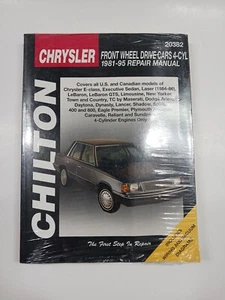 20382
CHRYSLER
FRONT WHEEL DRIVE CARS 4-CYL
1981-95 REPAIR MANUAL
CHILTON
Covers all U.S. and Canadian models of
Chrysler E-class, Executive Sedan, Laser (1984-86),
LeBaron, LeBaron GTS, Limousine, New Yorker,
Town and Country, TC by Maserati, Dodge Aries,
Daytona, Dynasty, Lancer, Shadow,
400 and 600, Eagle Premier, Plymouth
Caravelle, Reliant and
4-Cylinder Engines Only
The First Step In Repair
INCLUDES
DIAGRAMS